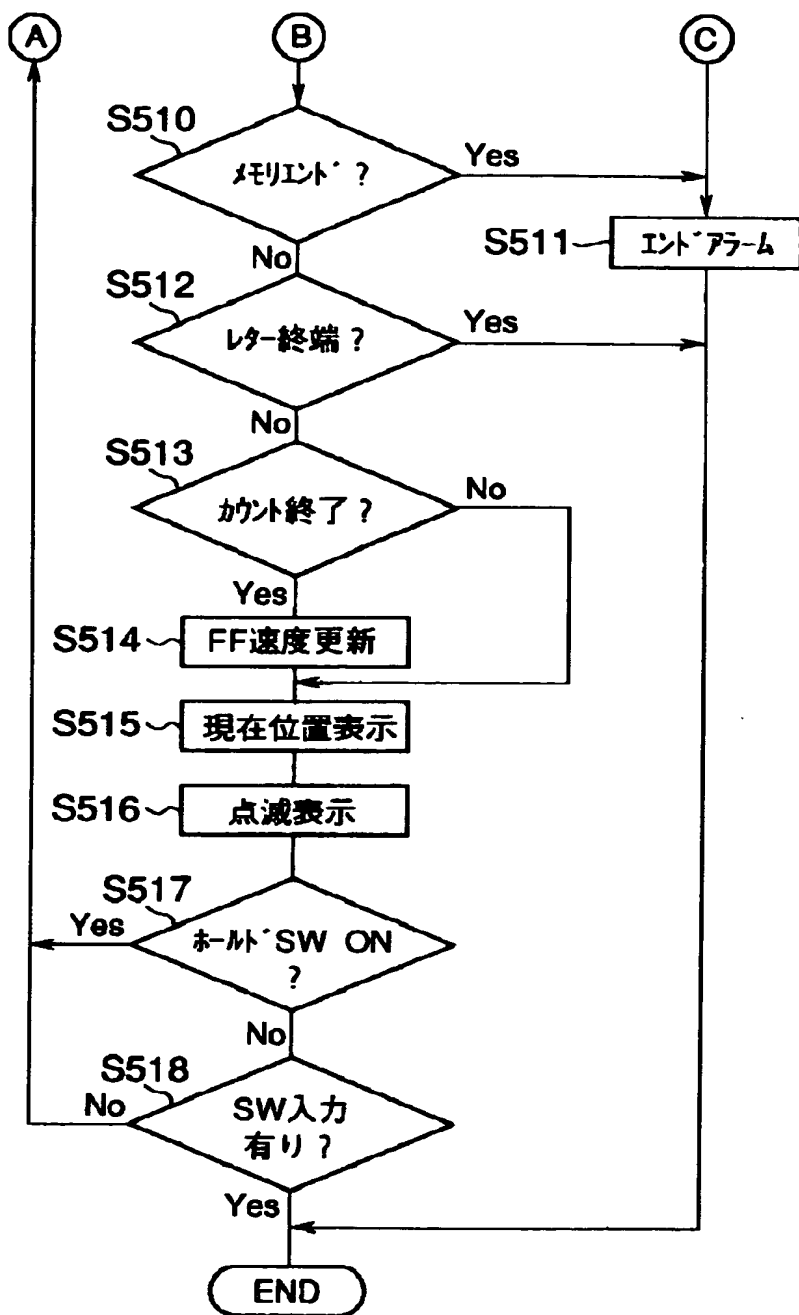 A
B
C
S510
メモリエンド?
Yes
No
S511
エンドアラーム
S512
レター終端?
Yes
No
S513
カウント終了?
No
Yes
S514
FF速度更新
S515
現在位置表示
S516
点滅表示
S517
Yes
ホールドSW ON
?
No
S518
No
SW入力
有り?
Yes
END